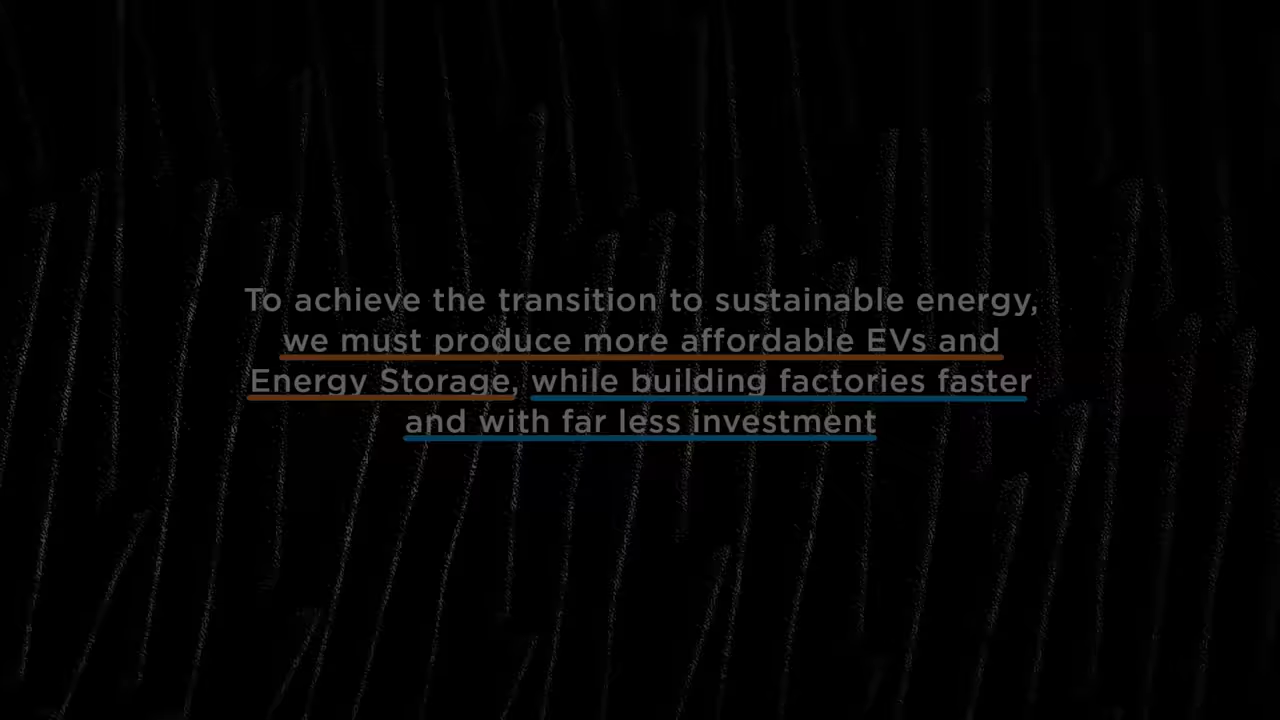 To achieve the transition to sustainable energy,
we must produce more affordable EVs and
Energy Storage, while building factories faster
and with far less investment